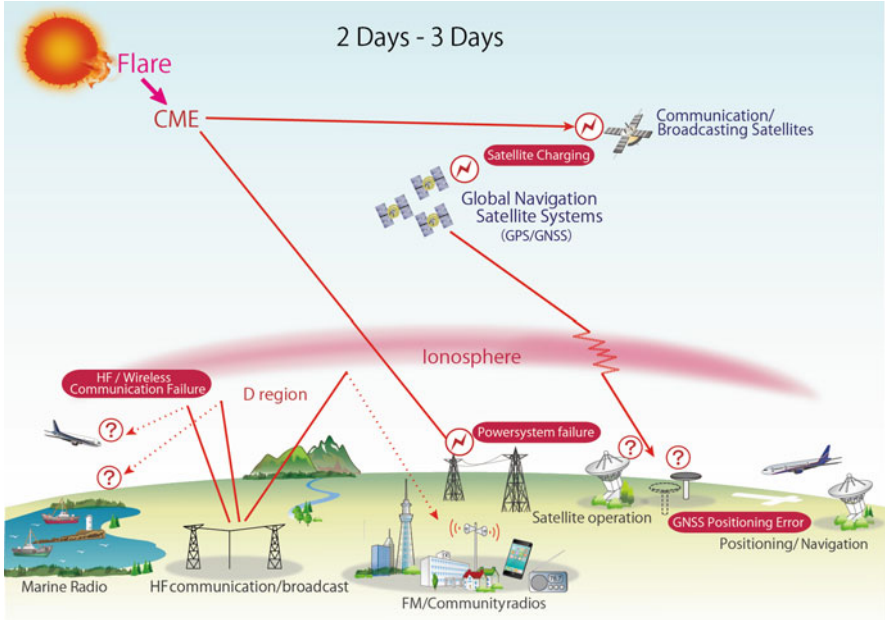 2 Days - 3 Days
Flare
CME
Communication/
Broadcasting Satellites
Satellite Charging
Global Navigation
Satellite Systems
(GPS/GNSS)
Ionosphere
HF / Wireless
Communication Failure
D region
?
?
Powersystem failure
?
?
Satellite operation
GNSS Positioning Error
Positioning/ Navigation
Marine Radio
HF communication/broadcast
FM/Community radios